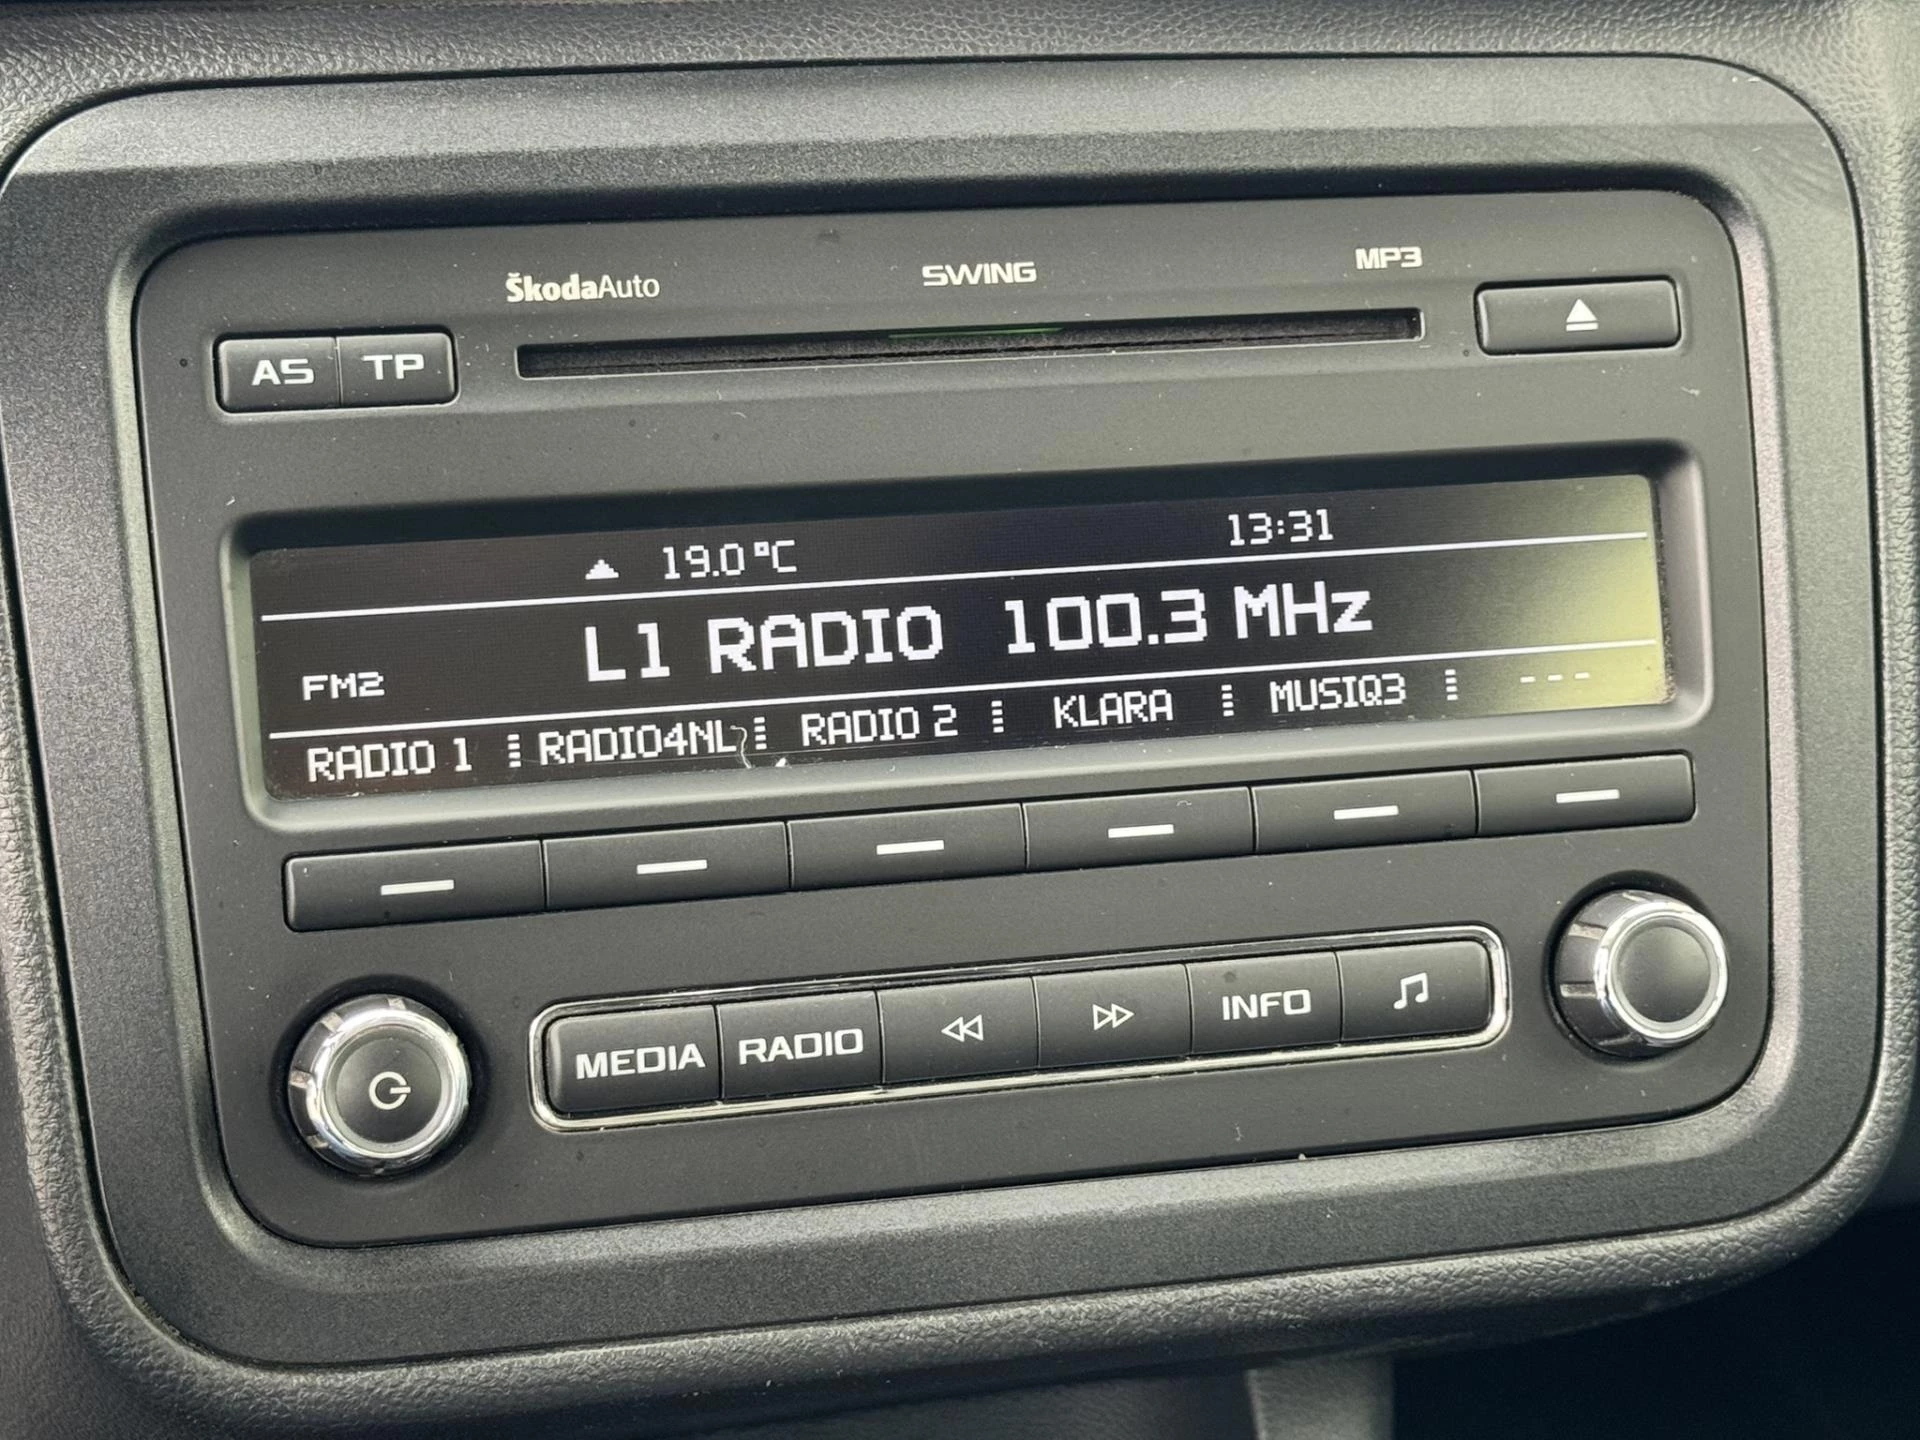 ŠkodaAuto SWING MP3
AS TP
19.0 °C 13:31
FM2 L1 RADIO 100.3 MHz
RADIO 1 RADIO4NL RADIO 2 KLARA MUSIQ3 ---
MEDIA RADIO INFO